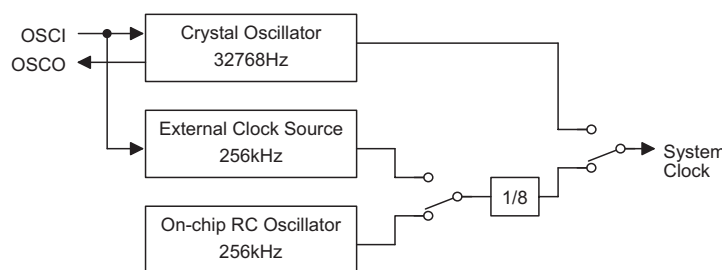 OSCI
OSCO
Crystal Oscillator
32768Hz
External Clock Source
256kHz
On-chip RC Oscillator
256kHz
1/8
System
Clock